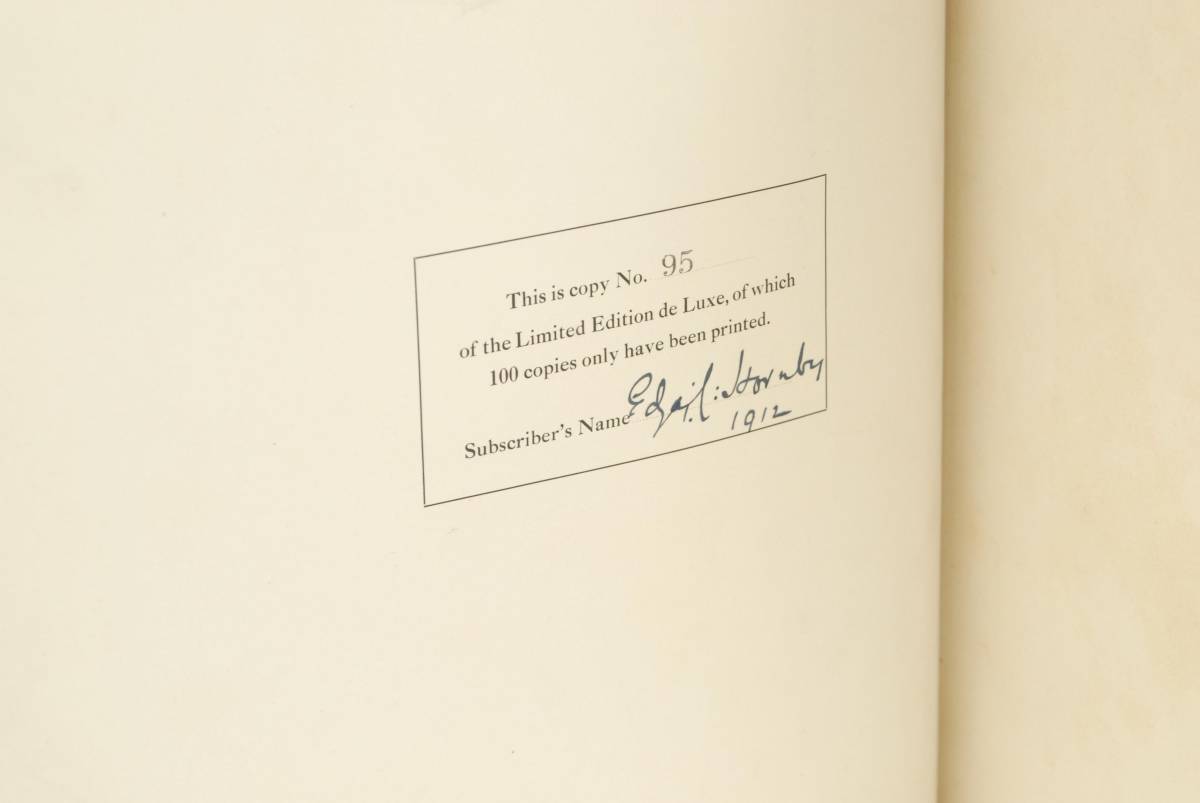 This is copy No. 95
of the Limited Edition de Luxe, of which
100 copies only have been printed.
Subscriber's Name Hornby
1912